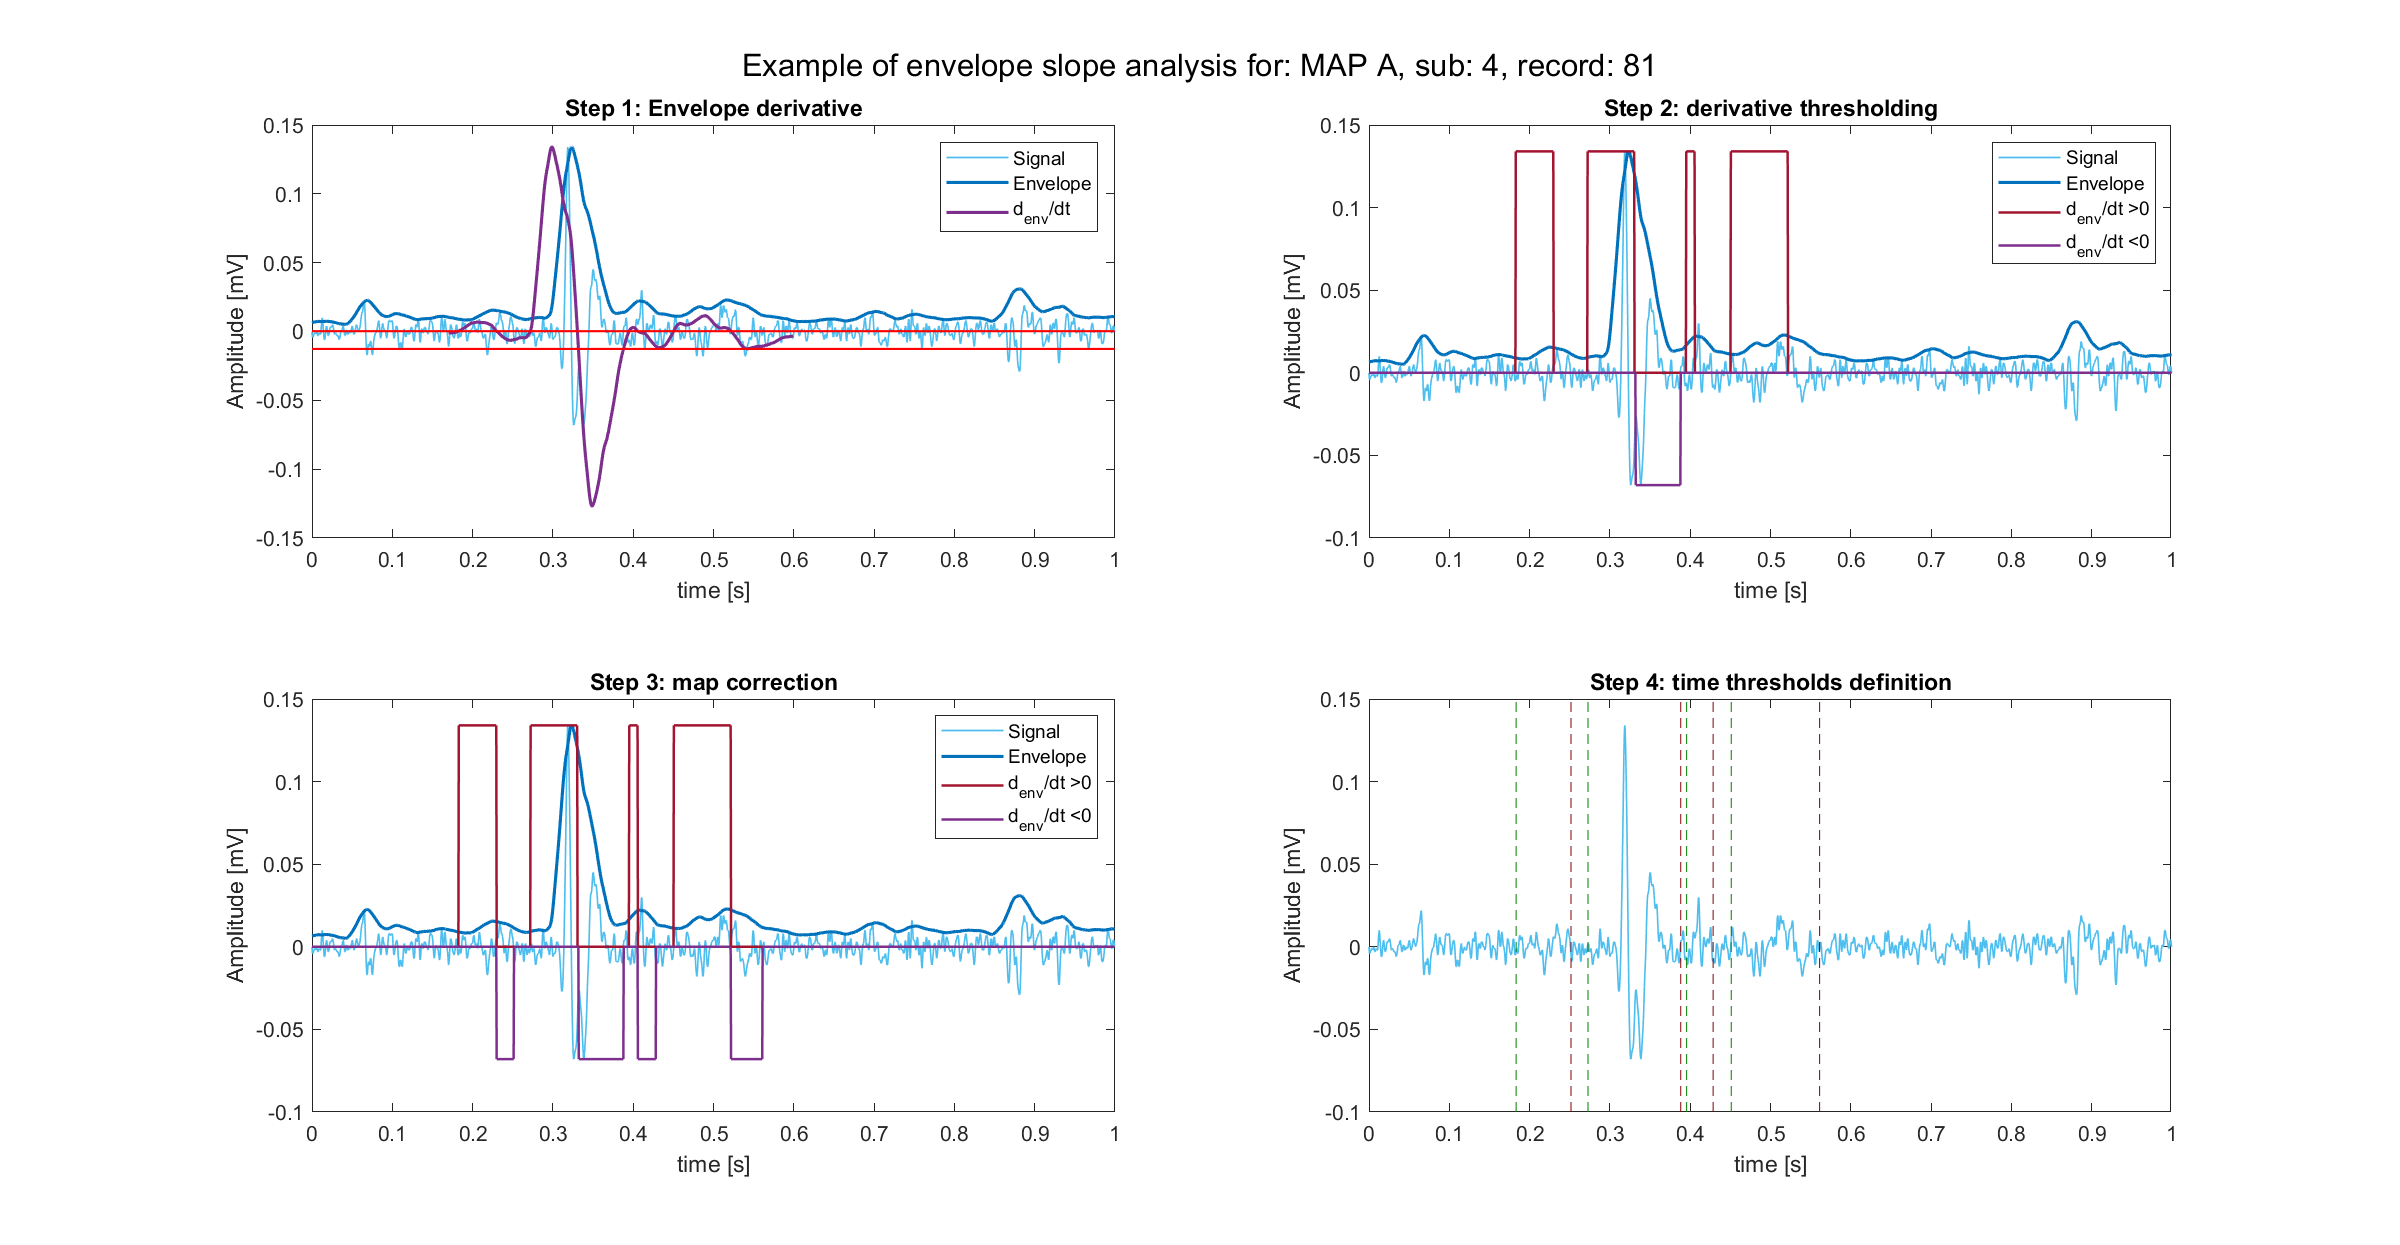 Example of envelope slope analysis for: MAP A, sub: 4, record: 81
Step 1: Envelope derivative
0.15
0.1
0.05
0
-0.05
-0.1
-0.15
Amplitude [mV]
0 0.1 0.2 0.3 0.4 0.5 0.6 0.7 0.8 0.9 1
time [s]
Signal
Envelope
d_env/dt
Step 2: derivative thresholding
0.15
0.1
0.05
0
-0.05
-0.1
Amplitude [mV]
0 0.1 0.2 0.3 0.4 0.5 0.6 0.7 0.8 0.9 1
time [s]
Signal
Envelope
d_env/dt >0
d_env/dt <0
Step 3: map correction
0.15
0.1
0.05
0
-0.05
-0.1
Amplitude [mV]
0 0.1 0.2 0.3 0.4 0.5 0.6 0.7 0.8 0.9 1
time [s]
Signal
Envelope
d_env/dt >0
d_env/dt <0
Step 4: time thresholds definition
0.15
0.1
0.05
0
-0.05
-0.1
Amplitude [mV]
0 0.1 0.2 0.3 0.4 0.5 0.6 0.7 0.8 0.9 1
time [s]